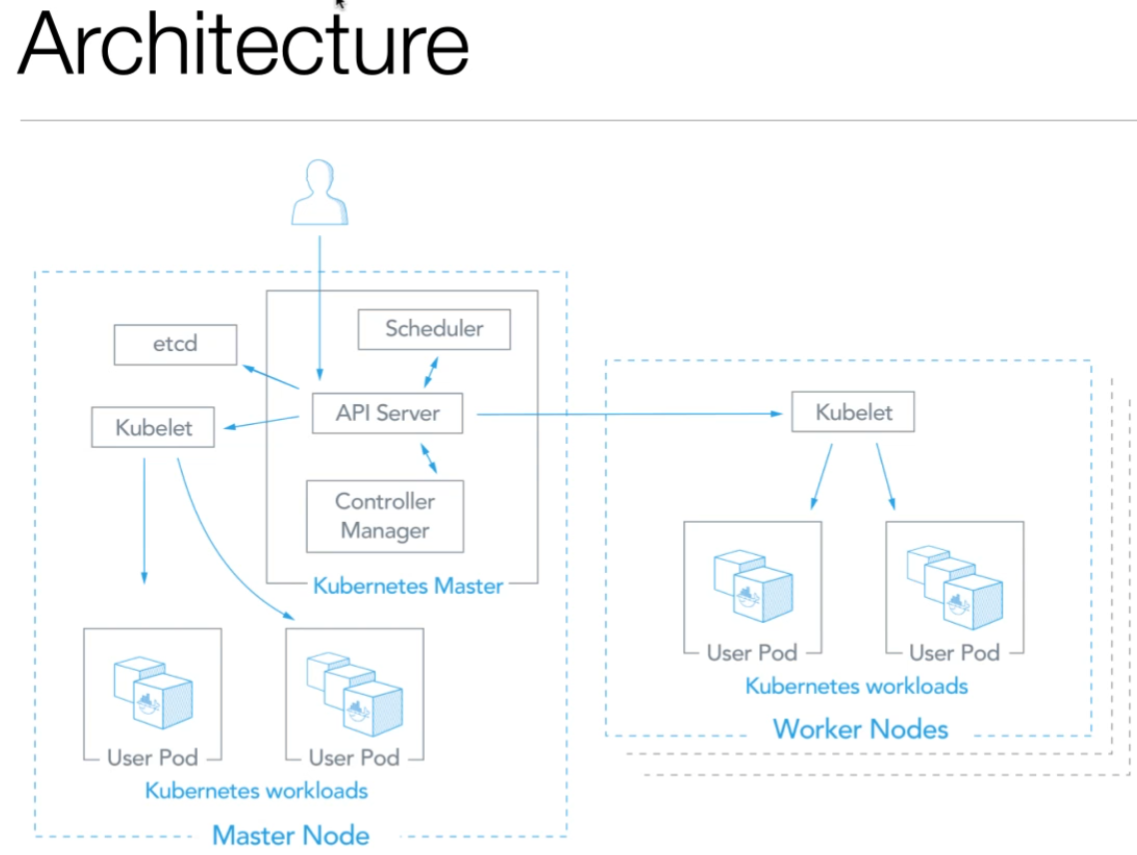 Architecture
etcd
Scheduler
Kubelet
API Server
Controller
Manager
Kubernetes Master
User Pod
User Pod
Kubernetes workloads
Master Node
Kubelet
User Pod
User Pod
Kubernetes workloads
Worker Nodes